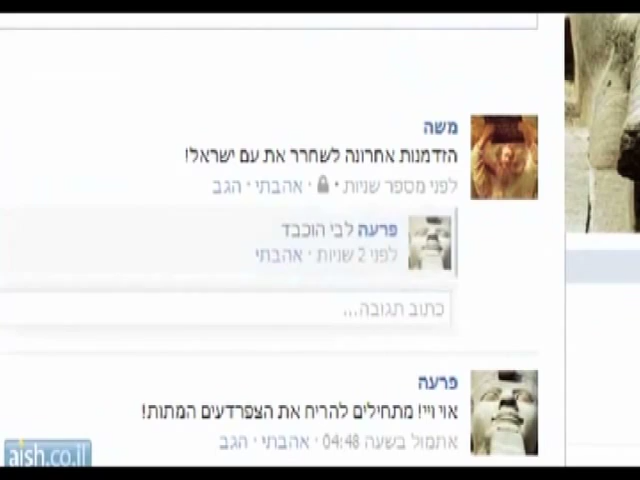 משה
הזדמנות אחרונה לשחרר את עם ישראל!
לפני מספר שניות · אהבתי · הגב
פרעה לבי הוכבד
לפני 2 שניות · אהבתי
כתוב תגובה...
פרעה
אוי ויי! מתחילים להריח את הצפרדעים המתות!
אתמול בשעה 04:48 · אהבתי · הגב
aish.co.il